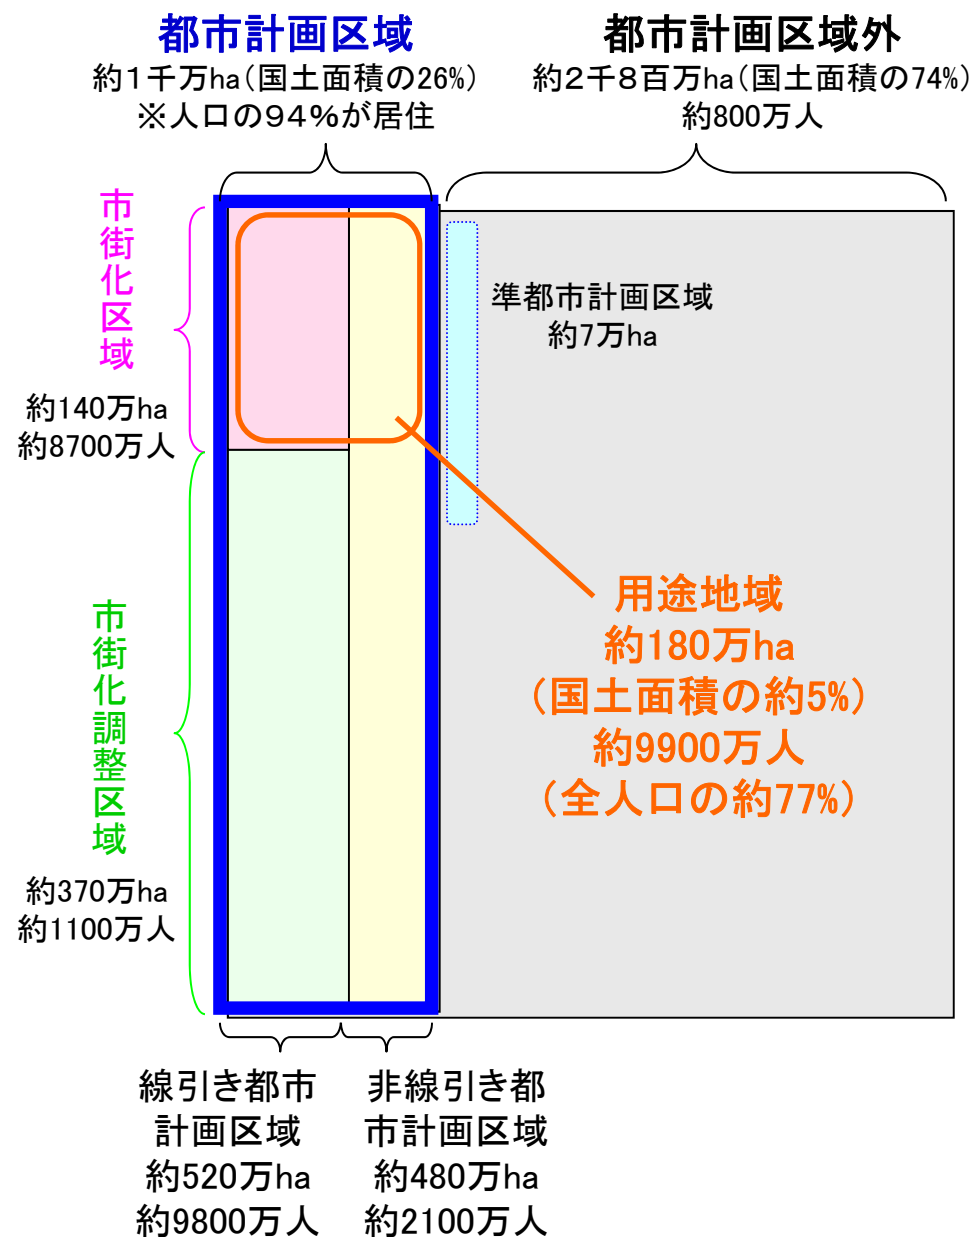 都市計画区域
約１千万ha（国土面積の26%）
※人口の９４％が居住
都市計画区域外
約２千８百万ha（国土面積の74%）
約800万人
市街化区域
約140万ha
約8700万人
準都市計画区域
約7万ha
用途地域
約180万ha
（国土面積の約5%）
約9900万人
（全人口の約77%）
市街化調整区域
約370万ha
約1100万人
線引き都市
計画区域
約520万ha
約9800万人
非線引き都
市計画区域
約480万ha
約2100万人